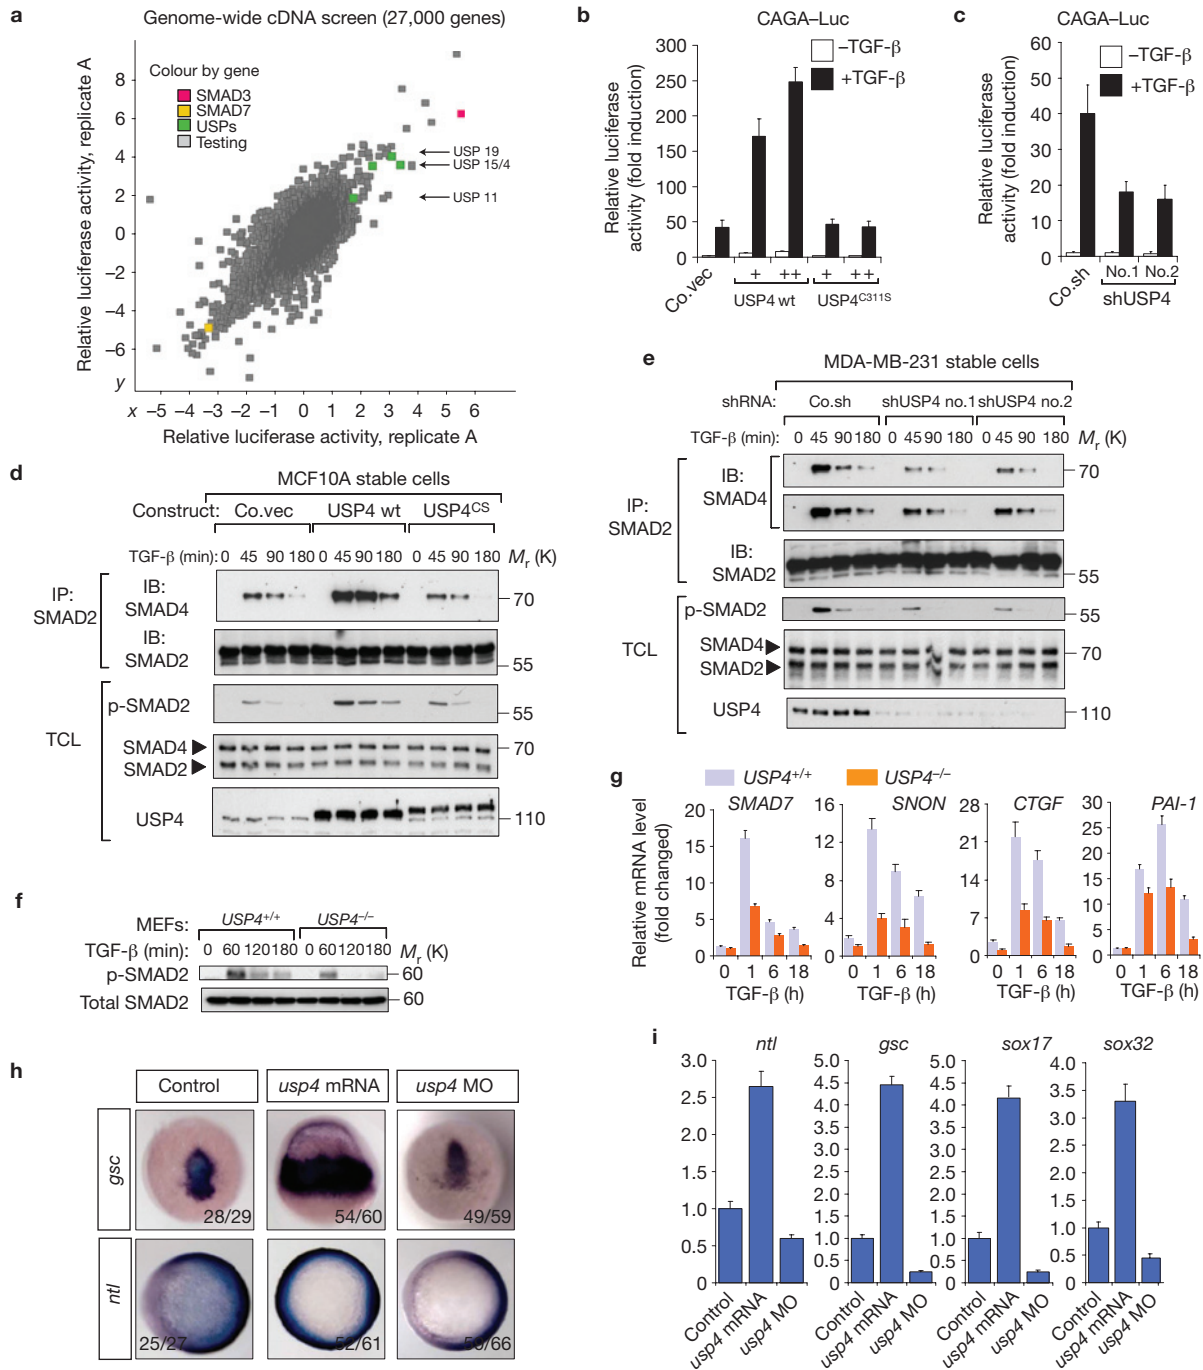 a
Genome-wide cDNA screen (27,000 genes)
Relative luciferase activity, replicate A
8
6
4
2
0
−2
−4
−6
y
Colour by gene
SMAD3
SMAD7
USPs
Testing
USP 19
USP 15/4
USP 11
x −5 −4 −3 −2 −1 0 1 2 3 4 5 6
Relative luciferase activity, replicate A
b
CAGA–Luc
Relative luciferase
activity (fold induction)
300
250
200
150
100
50
0
−TGF-β
+TGF-β
Co.vec
+ ++ + ++
USP4 wt USP4C311S
c
CAGA–Luc
Relative luciferase
activity (fold induction)
60
50
40
30
20
10
0
−TGF-β
+TGF-β
Co.sh
No.1 No.2
shUSP4
d
MCF10A stable cells
Construct: Co.vec USP4 wt USP4CS
TGF-β (min): 0 45 90 180 0 45 90 180 0 45 90 180 Mr (K)
IP:
SMAD2
IB:
SMAD4
70
IB:
SMAD2
55
TCL
p-SMAD2
55
SMAD4
70
SMAD2
USP4
110
e
MDA-MB-231 stable cells
shRNA: Co.sh shUSP4 no.1 shUSP4 no.2
TGF-β (min): 0 45 90 180 0 45 90 180 0 45 90 180 Mr (K)
IP:
SMAD2
IB:
SMAD4
70
IB:
SMAD2
55
TCL
p-SMAD2
55
SMAD4
70
SMAD2
USP4
110
f
MEFs: USP4+/+ USP4−/−
TGF-β (min): 0 60 120 180 0 60 120 180 Mr (K)
p-SMAD2
60
Total SMAD2
60
g
USP4+/+ USP4−/−
Relative mRNA level
(fold changed)
SMAD7
20
15
10
5
0
0 1 6 18
TGF-β (h)
SNON
16
12
8
4
0
0 1 6 18
TGF-β (h)
CTGF
28
21
14
7
0
0 1 6 18
TGF-β (h)
PAI-1
30
25
20
15
10
5
0
0 1 6 18
TGF-β (h)
h
Control usp4 mRNA usp4 MO
gsc
28/29 54/60 49/59
ntl
25/27 52/61 /66
i
ntl
3.0
2.5
2.0
1.5
1.0
0.5
0
Control
usp4 mRNA
usp4 MO
gsc
5.0
4.5
4.0
3.5
3.0
2.5
2.0
1.5
1.0
0.5
0
Control
usp4 mRNA
usp4 MO
sox17
5.0
4.5
4.0
3.5
3.0
2.5
2.0
1.5
1.0
0.5
0
Control
usp4 mRNA
usp4 MO
sox32
4.0
3.5
3.0
2.5
2.0
1.5
1.0
0.5
0
Control
usp4 mRNA
usp4 MO